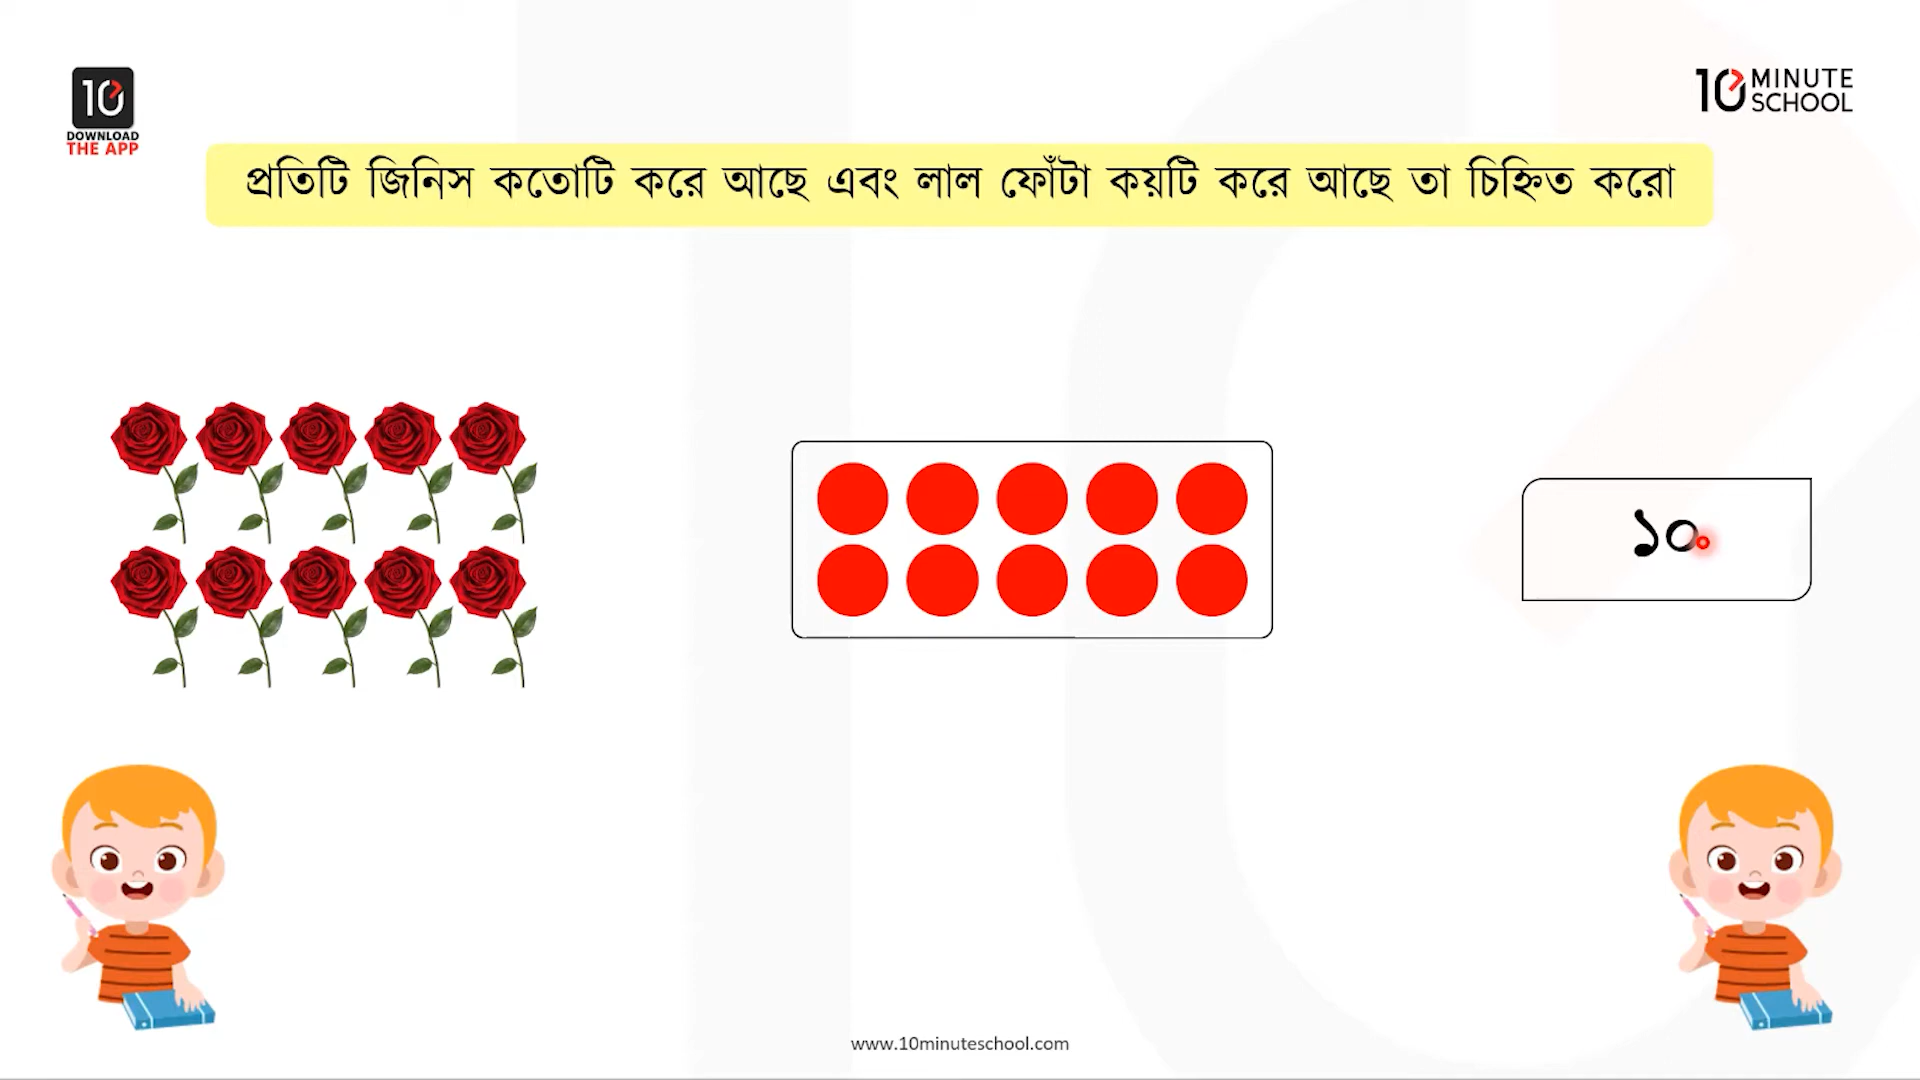 10
DOWNLOAD
THE APP
10 MINUTE
SCHOOL
প্রতিটি জিনিস কতোটি করে আছে এবং লাল ফোঁটা কয়টি করে আছে তা চিহ্নিত করো
১০
www.10minuteschool.com